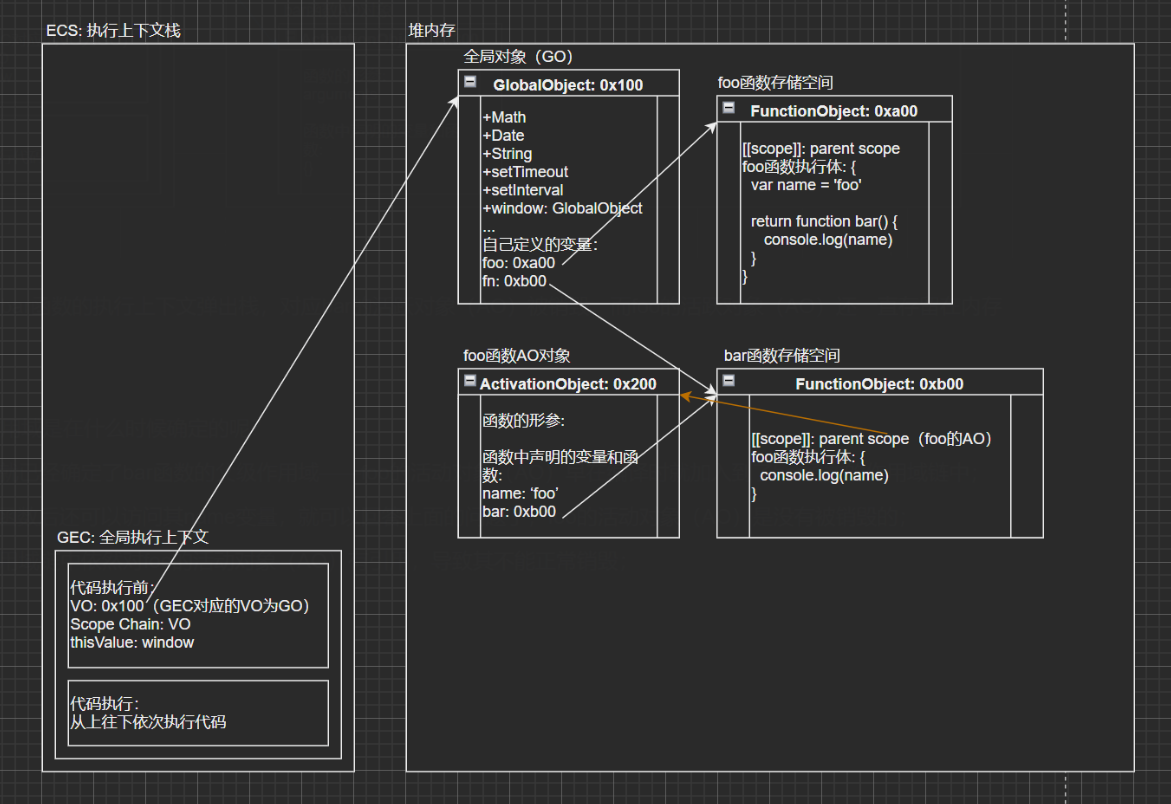 ECS: 执行上下文栈
GEC: 全局执行上下文
代码执行前:
VO: 0x100（GEC对应的VO为GO）
Scope Chain: VO
thisValue: window
代码执行:
从上往下依次执行代码
堆内存
全局对象（GO）
GlobalObject: 0x100
+Math
+Date
+String
+setTimeout
+setInterval
+window: GlobalObject
...
自己定义的变量:
foo: 0xa00
fn: 0xb00
foo函数存储空间
FunctionObject: 0xa00
[[scope]]: parent scope
foo函数执行体: {
var name = 'foo'
return function bar() {
console.log(name)
}
}
foo函数AO对象
ActivationObject: 0x200
函数的形参:
函数中声明的变量和函
数:
name: ‘foo’
bar: 0xb00
bar函数存储空间
FunctionObject: 0xb00
[[scope]]: parent scope（foo的AO）
foo函数执行体: {
console.log(name)
}